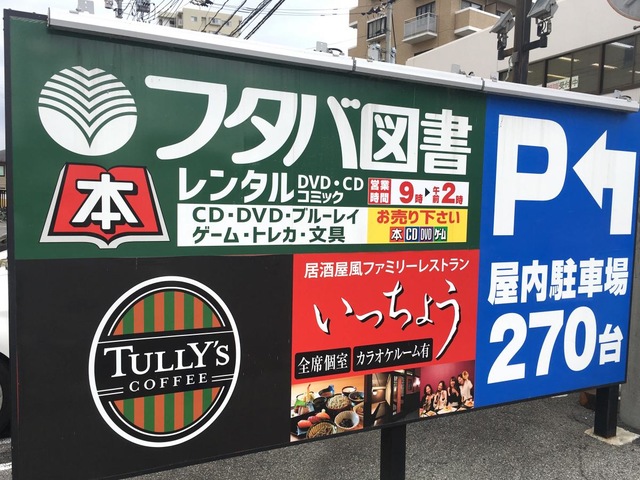 フタバ図書
本
レンタル DVD・CD コミック 営業時間 9時▶午前2時
CD・DVD・ブルーレイ
ゲーム・トレカ・文具
お売り下さい
本 CD DVD ゲーム
TULLY'S
COFFEE
居酒屋風ファミリーレストラン
いっちょう
全席個室 カラオケルーム有
P
屋内駐車場
270台